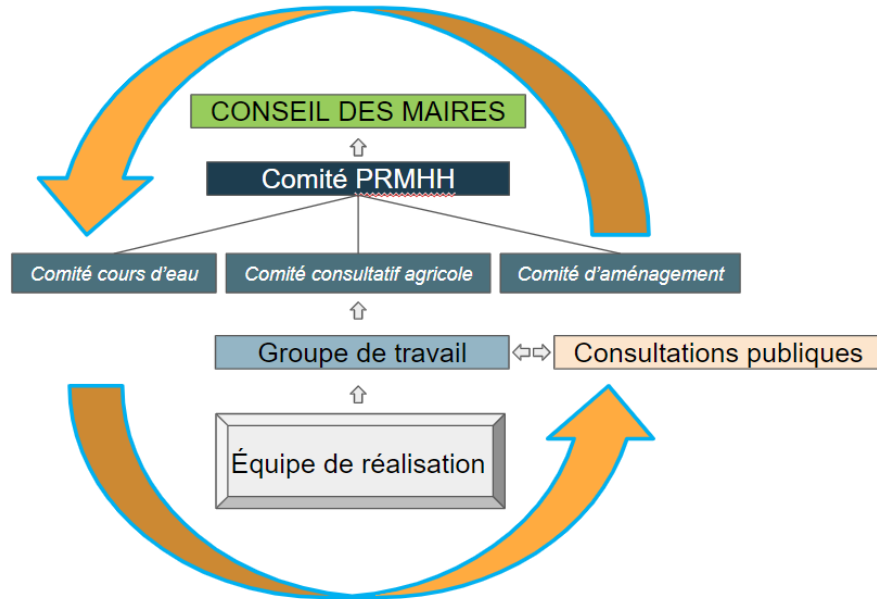 CONSEIL DES MAIRES
Comité PRMHH
Comité cours d'eau
Comité consultatif agricole
Comité d'aménagement
Groupe de travail
Consultations publiques
Équipe de réalisation